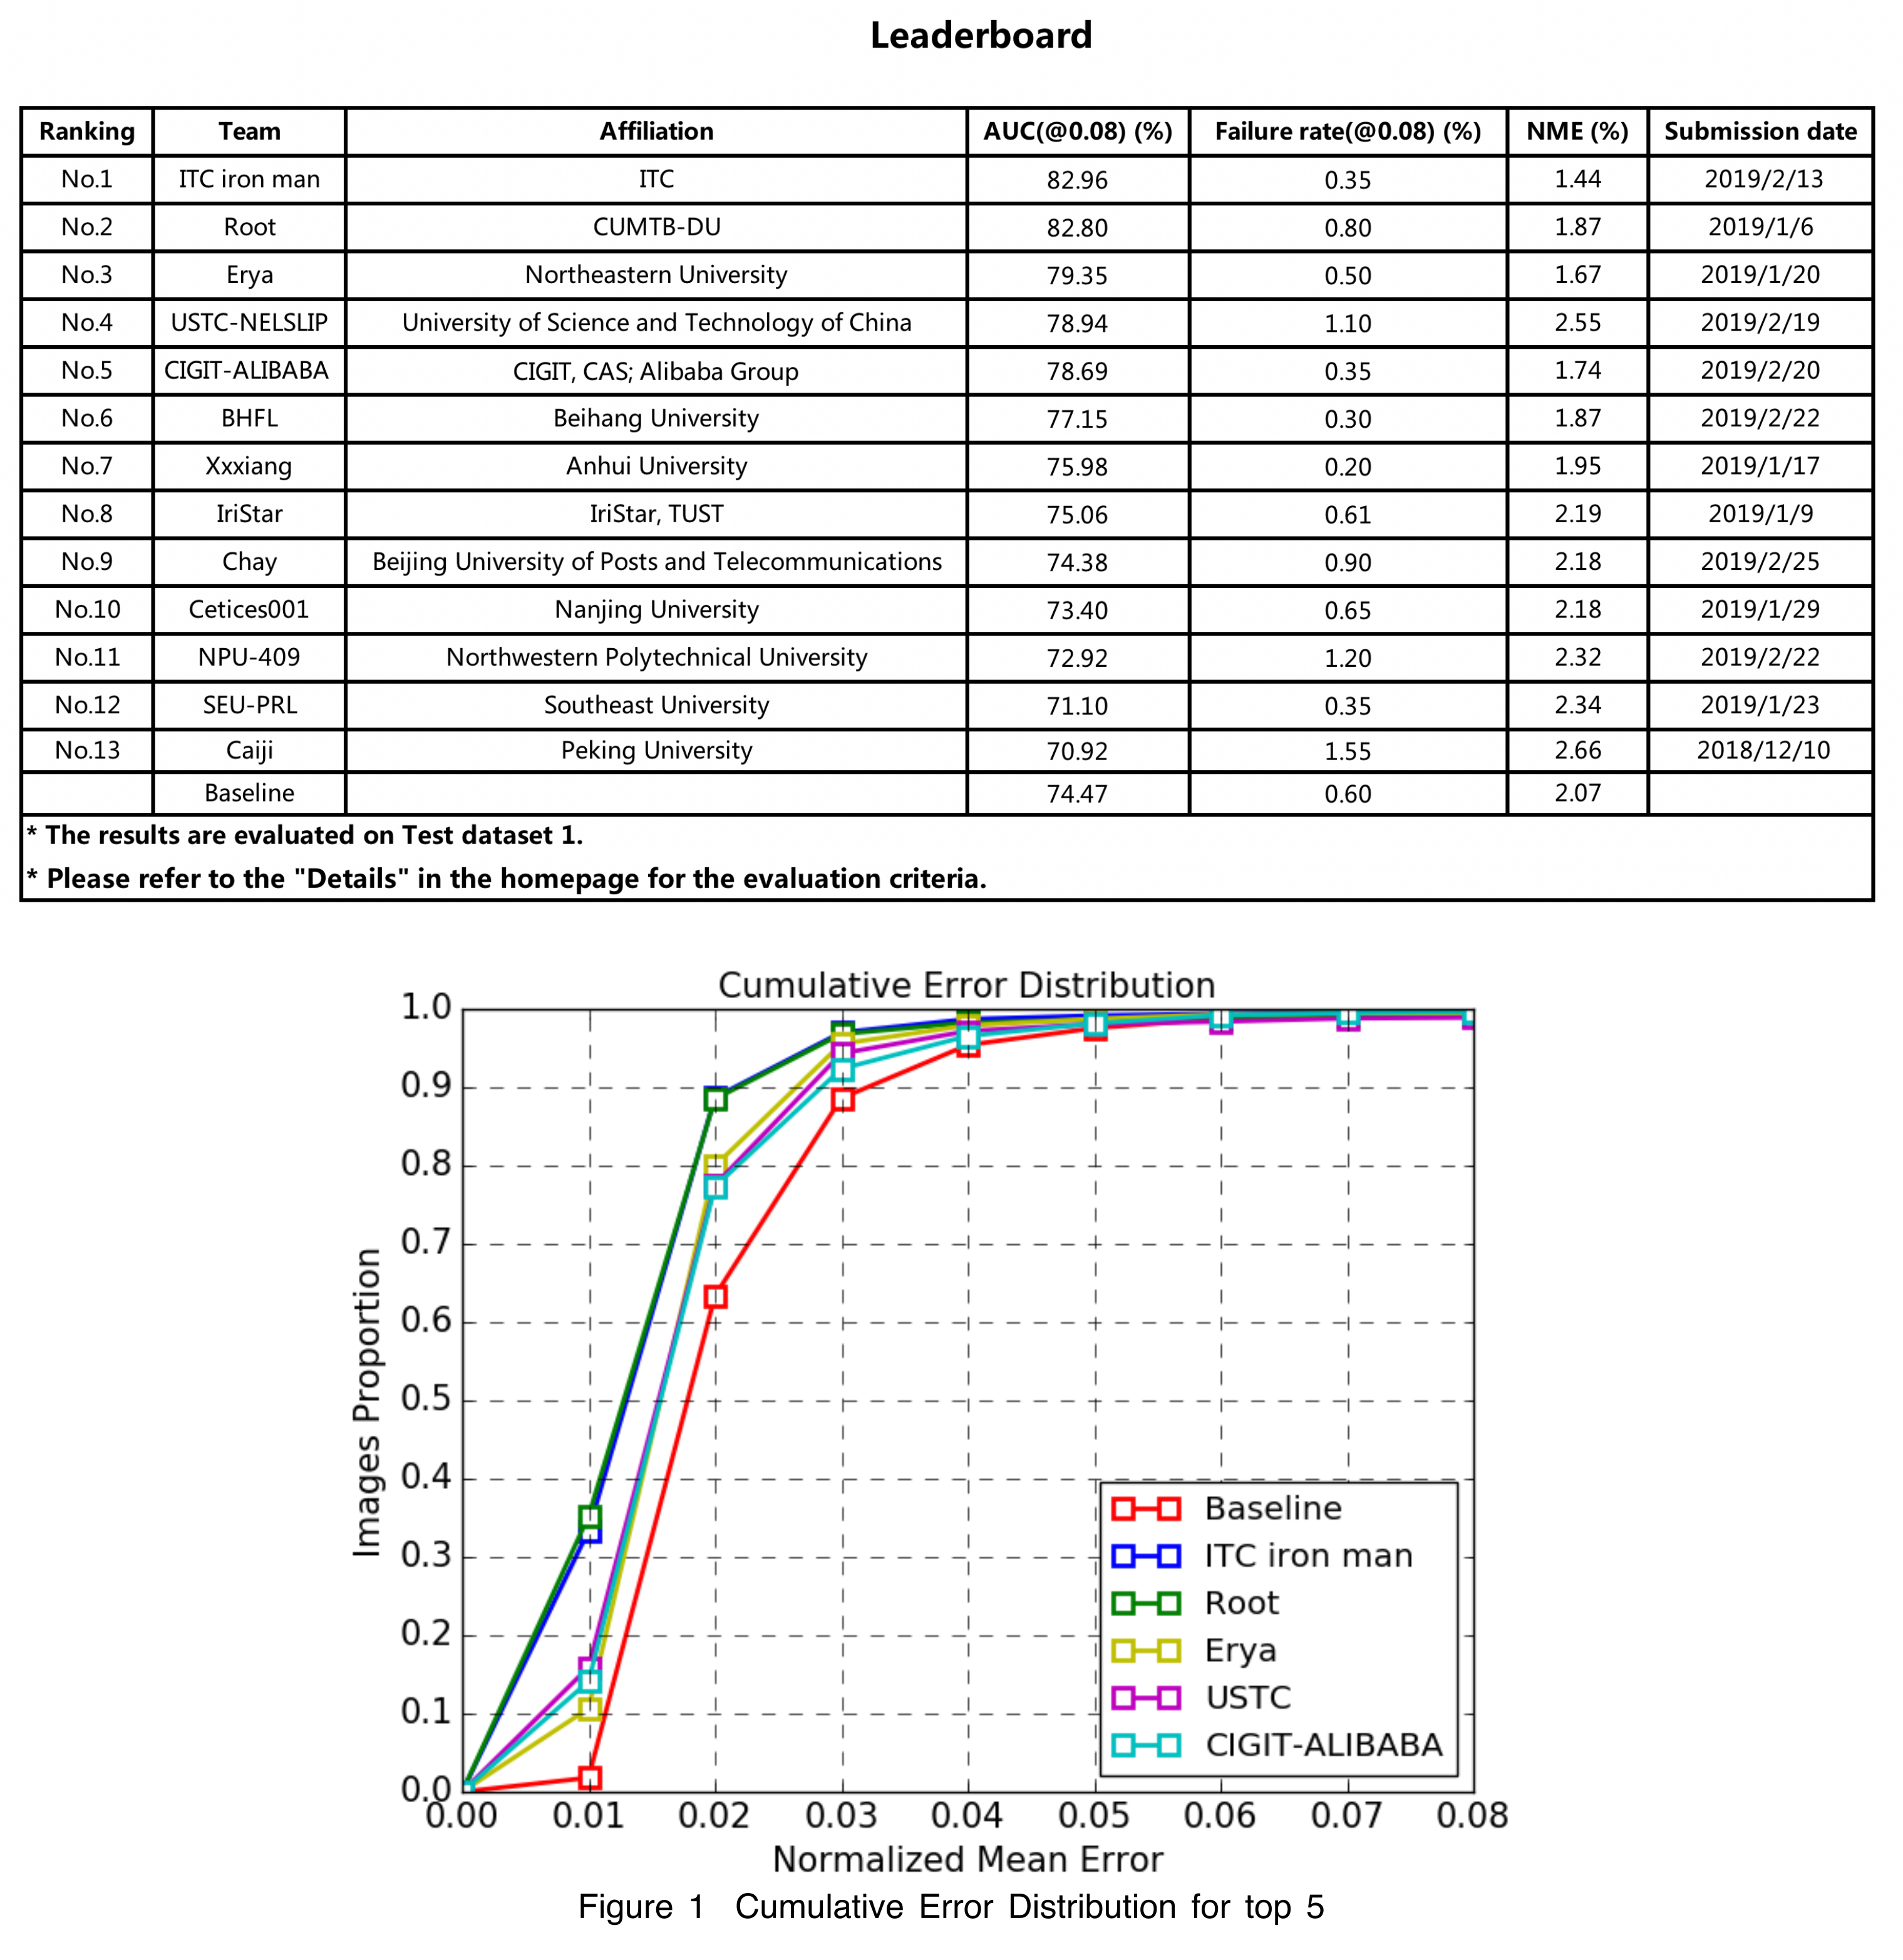 Leaderboard
Ranking Team Affiliation AUC(@0.08) (%) Failure rate(@0.08) (%) NME (%) Submission date
No.1 ITC iron man ITC 82.96 0.35 1.44 2019/2/13
No.2 Root CUMTB-DU 82.80 0.80 1.87 2019/1/6
No.3 Erya Northeastern University 79.35 0.50 1.67 2019/1/20
No.4 USTC-NELSLIP University of Science and Technology of China 78.94 1.10 2.55 2019/2/19
No.5 CIGIT-ALIBABA CIGIT, CAS; Alibaba Group 78.69 0.35 1.74 2019/2/20
No.6 BHFL Beihang University 77.15 0.30 1.87 2019/2/22
No.7 Xxxiang Anhui University 75.98 0.20 1.95 2019/1/17
No.8 IriStar IriStar, TUST 75.06 0.61 2.19 2019/1/9
No.9 Chay Beijing University of Posts and Telecommunications 74.38 0.90 2.18 2019/2/25
No.10 Cetices001 Nanjing University 73.40 0.65 2.18 2019/1/29
No.11 NPU-409 Northwestern Polytechnical University 72.92 1.20 2.32 2019/2/22
No.12 SEU-PRL Southeast University 71.10 0.35 2.34 2019/1/23
No.13 Caiji Peking University 70.92 1.55 2.66 2018/12/10
Baseline 74.47 0.60 2.07
* The results are evaluated on Test dataset 1.
* Please refer to the "Details" in the homepage for the evaluation criteria.
Cumulative Error Distribution
1.0
0.9
0.8
0.7
0.6
0.5
0.4
0.3
0.2
0.1
0.0
Images Proportion
Baseline
ITC iron man
Root
Erya
USTC
CIGIT-ALIBABA
0.00 0.01 0.02 0.03 0.04 0.05 0.06 0.07 0.08
Normalized Mean Error
Figure 1 Cumulative Error Distribution for top 5